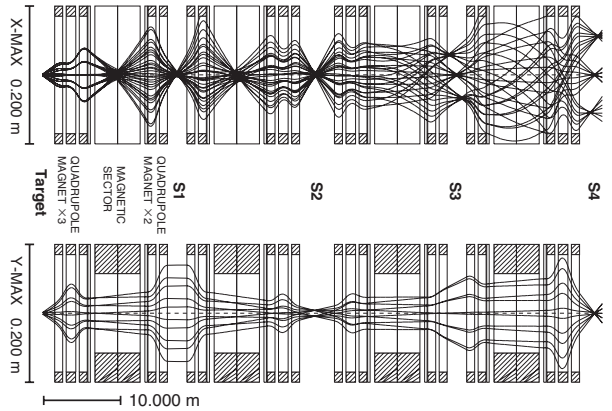 X-MAX 0.200 m
Target
QUADRUPOLE
MAGNET ×3
MAGNETIC
SECTOR
QUADRUPOLE
MAGNET ×2
S1
S2
S3
S4
Y-MAX 0.200 m
10.000 m